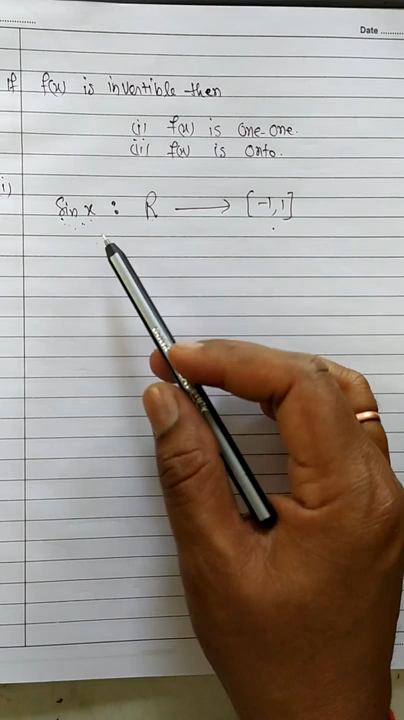 Date
If f(x) is invertible then
(i) f(x) is one-one.
(ii) f(x) is onto.
i) Sin x : R ⟶ [-1, 1]